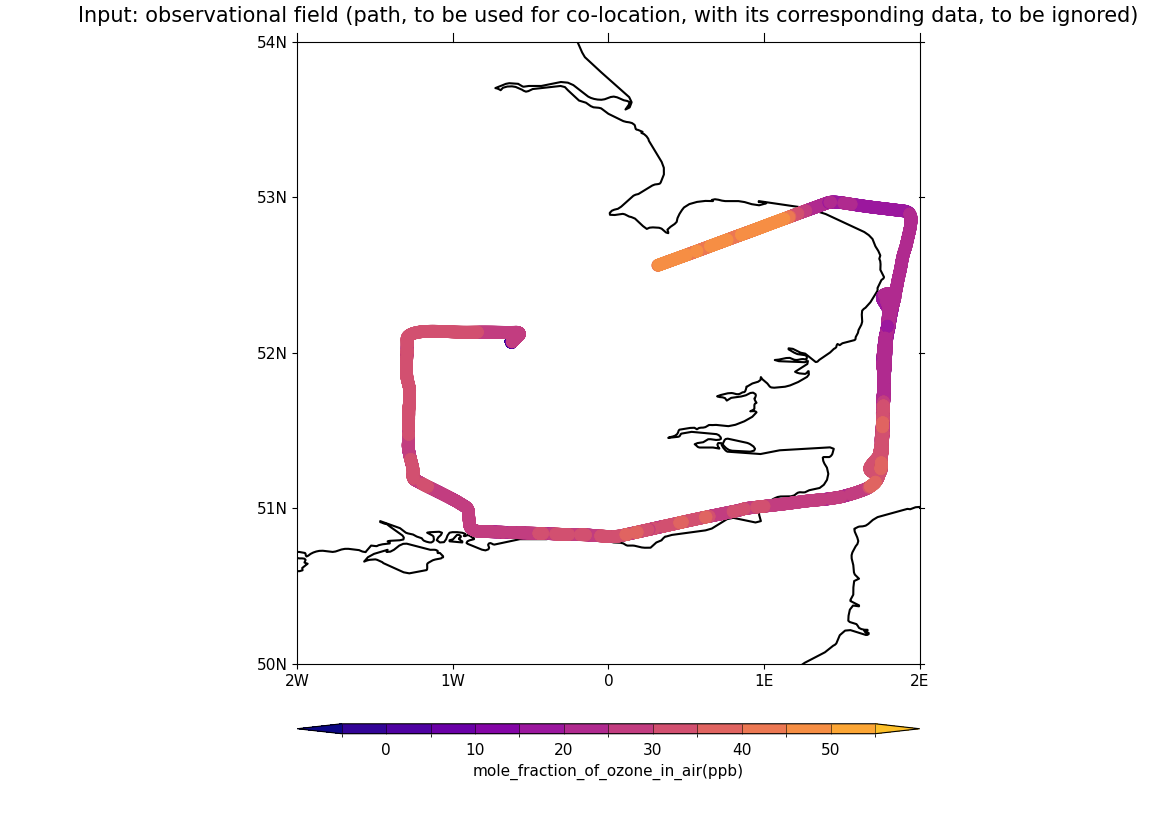 Input: observational field (path, to be used for co-location, with its corresponding data, to be ignored)
54N
53N
52N
51N
50N
2W 1W 0 1E 2E
0 10 20 30 40 50
mole_fraction_of_ozone_in_air(ppb)